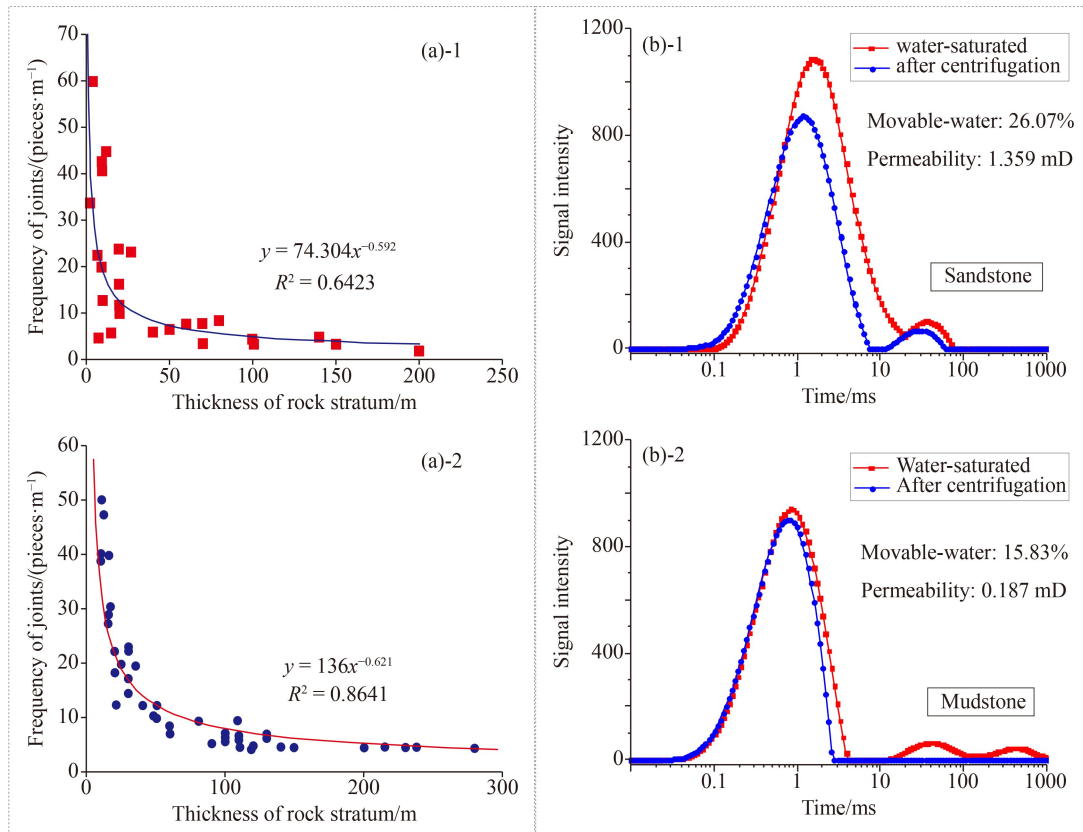 (a)-1
Frequency of joints/(pieces·m⁻¹)
70
60
50
40
30
20
10
0
y = 74.304x^−0.592
R² = 0.6423
0 50 100 150 200 250
Thickness of rock stratum/m
(b)-1
Signal intensity
1200
800
400
0
water-saturated
after centrifugation
Movable-water: 26.07%
Permeability: 1.359 mD
Sandstone
0.1 1 10 100 1000
Time/ms
(a)-2
Frequency of joints/(pieces·m⁻¹)
60
50
40
30
20
10
0
y = 136x^−0.621
R² = 0.8641
0 100 200 300
Thickness of rock stratum/m
(b)-2
Signal intensity
1200
800
400
0
Water-saturated
After centrifugation
Movable-water: 15.83%
Permeability: 0.187 mD
Mudstone
0.1 1 10 100 1000
Time/ms